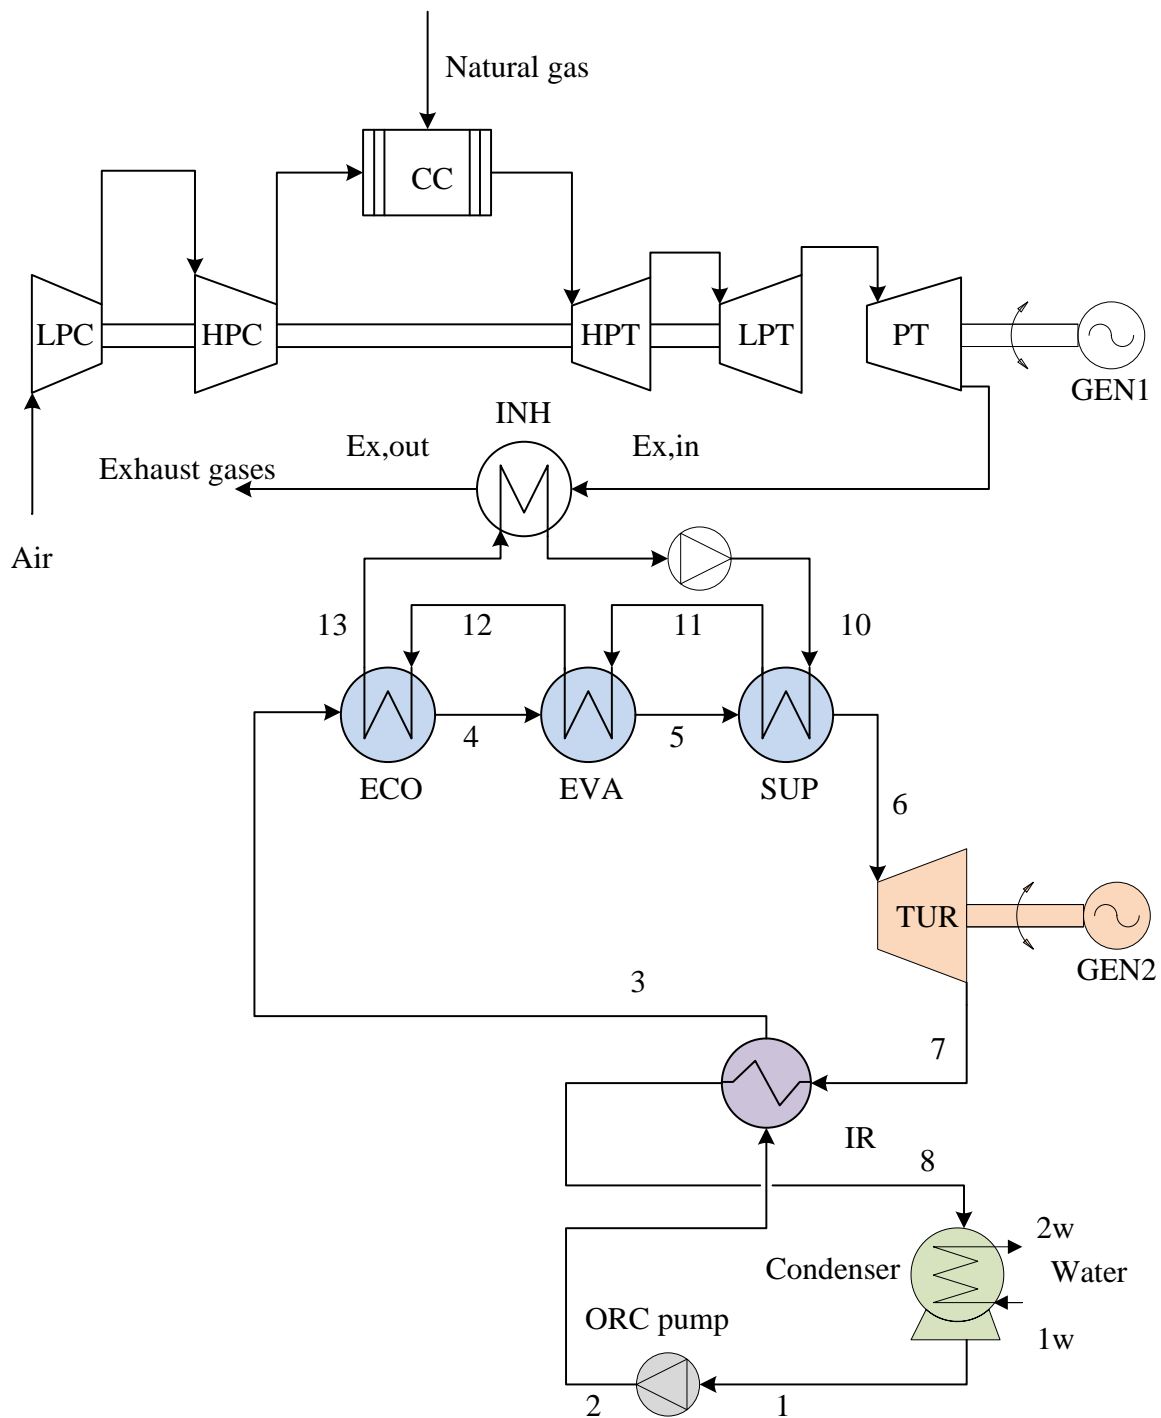 Natural gas
CC
LPC
HPC
HPT
LPT
PT
GEN1
INH
Ex,out
Ex,in
Exhaust gases
Air
13
12
11
10
4
5
ECO
EVA
SUP
6
TUR
GEN2
3
7
IR
8
2w
Condenser
Water
ORC pump
1w
2
1